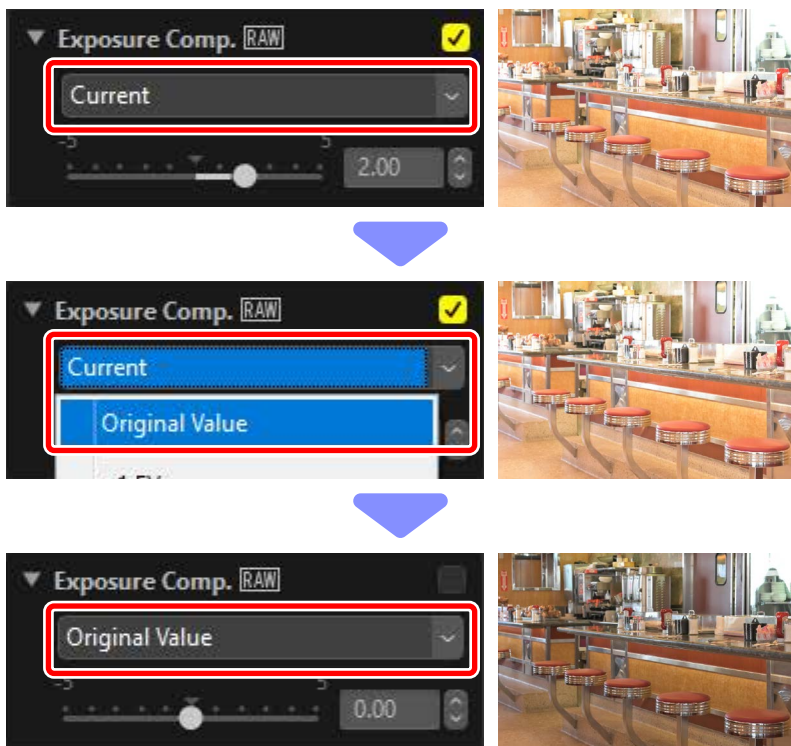 Exposure Comp. RAW
Current
-5 5
2.00
Exposure Comp. RAW
Current
Original Value
Exposure Comp. RAW
Original Value
-5 5
0.00